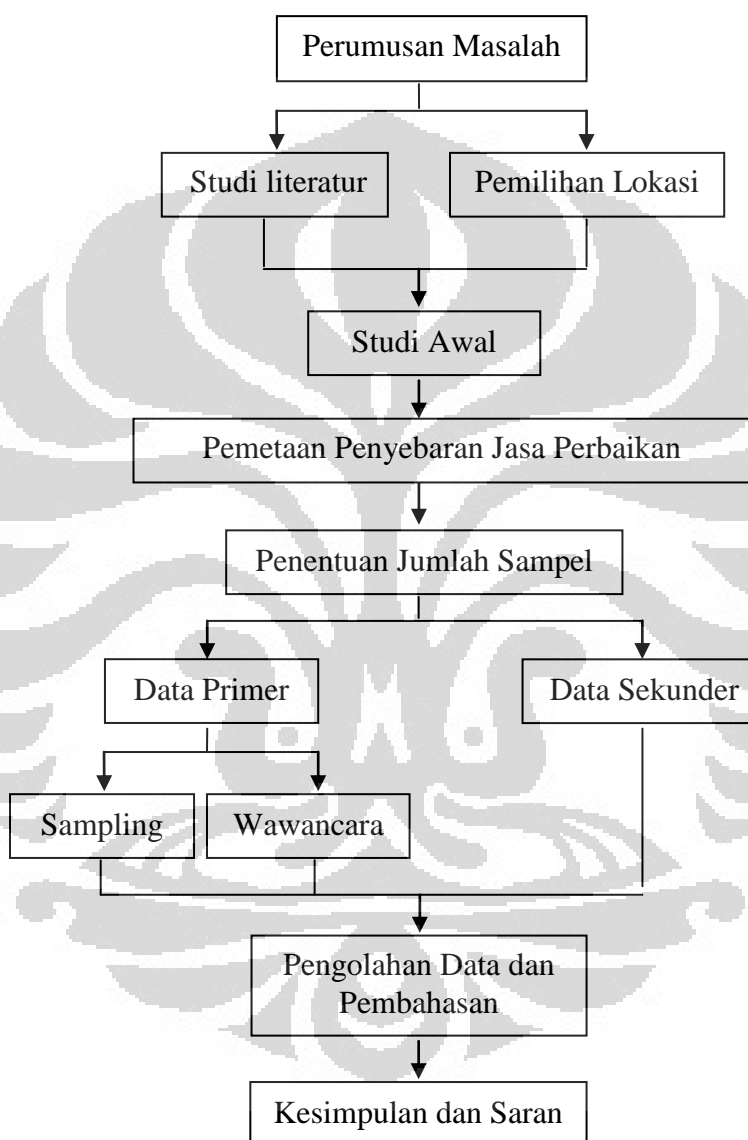 Perumusan Masalah
Studi literatur
Pemilihan Lokasi
Studi Awal
Pemetaan Penyebaran Jasa Perbaikan
Penentuan Jumlah Sampel
Data Primer
Data Sekunder
Sampling
Wawancara
Pengolahan Data dan
Pembahasan
Kesimpulan dan Saran